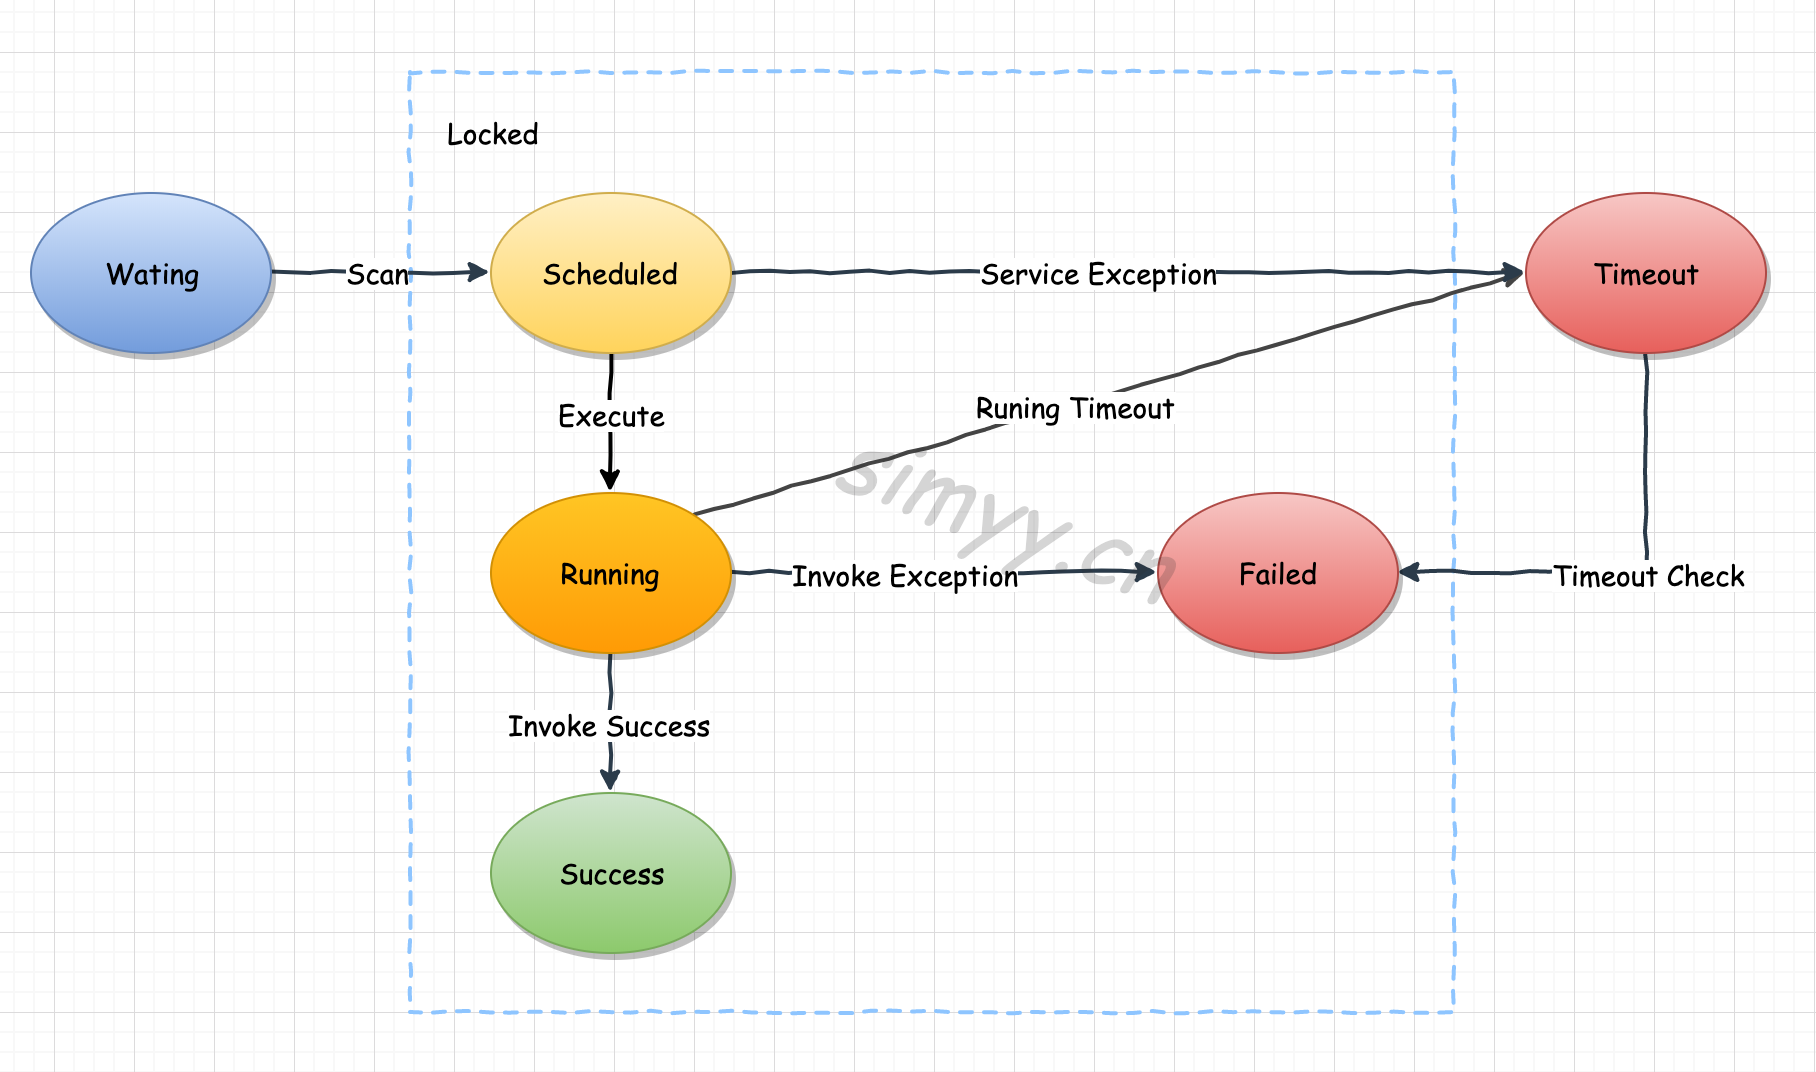 Locked
Wating
Scan
Scheduled
Service Exception
Timeout
Execute
Runing Timeout
simyy.cn
Running
Invoke Exception
Failed
Timeout Check
Invoke Success
Success